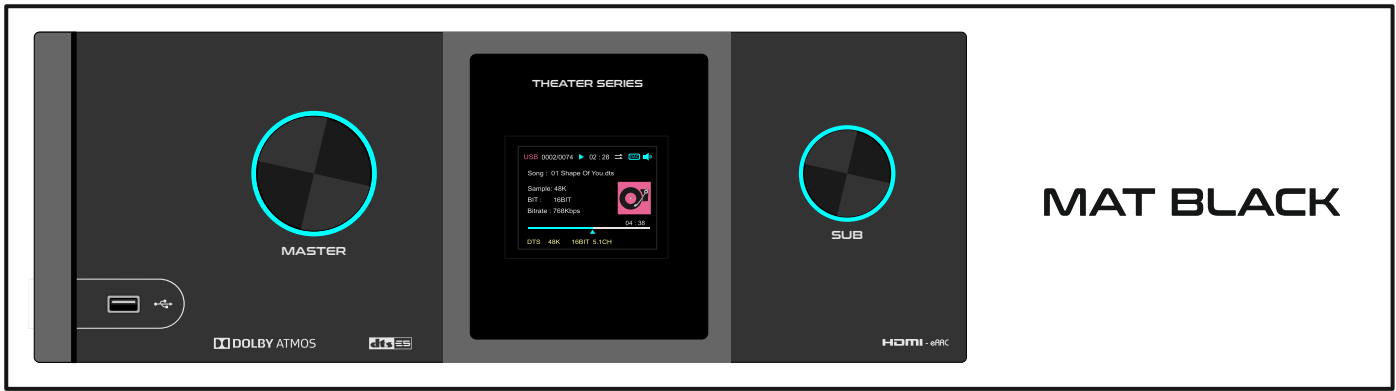 THEATER SERIES
USB 0002/0074 02 : 28
Song : 01 Shape Of You.dts
Sample: 48K
BIT : 16BIT
Bitrate : 768Kbps
04 : 38
DTS 48K 16BIT 5.1CH
MASTER
SUB
MAT BLACK
DOLBY ATMOS
dts ES
HDMI - eARC